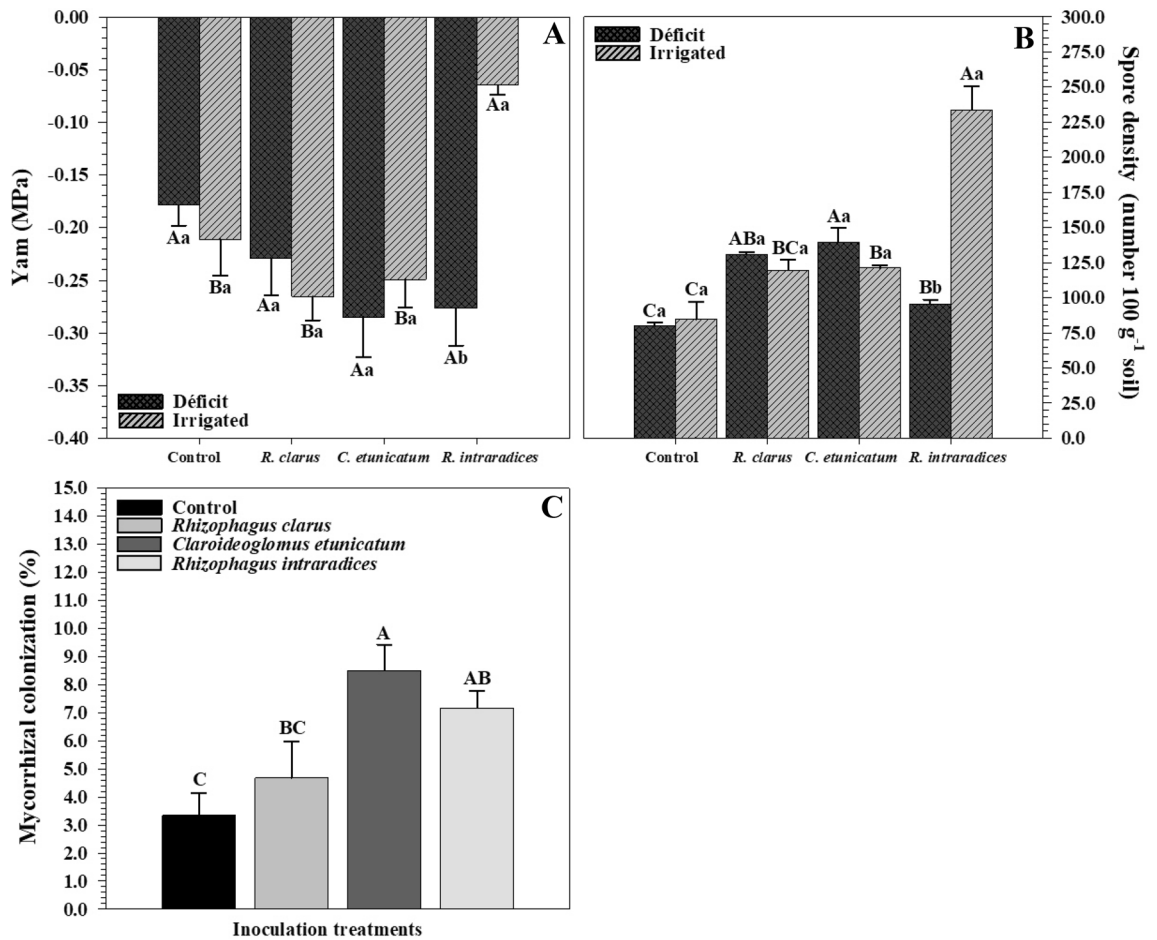 0.00
-0.05
-0.10
-0.15
-0.20
-0.25
-0.30
-0.35
-0.40
Yam (MPa)
A
Aa
Ba
Aa
Ba
Aa
Ba
Ab
Aa
Déficit
Irrigated
Control
R. clarus
C. etunicatum
R. intraradices
Déficit
Irrigated
B
Ca
Ca
ABa
BCa
Aa
Ba
Bb
Aa
300.0
275.0
250.0
225.0
200.0
175.0
150.0
125.0
100.0
75.0
50.0
25.0
0.0
Spore density (number 100 g-1 soil)
Control
R. clarus
C. etunicatum
R. intraradices
15.0
14.0
13.0
12.0
11.0
10.0
9.0
8.0
7.0
6.0
5.0
4.0
3.0
2.0
1.0
0.0
Mycorrhizal colonization (%)
Control
Rhizophagus clarus
Claroideoglomus etunicatum
Rhizophagus intraradices
C
C
BC
A
AB
Inoculation treatments